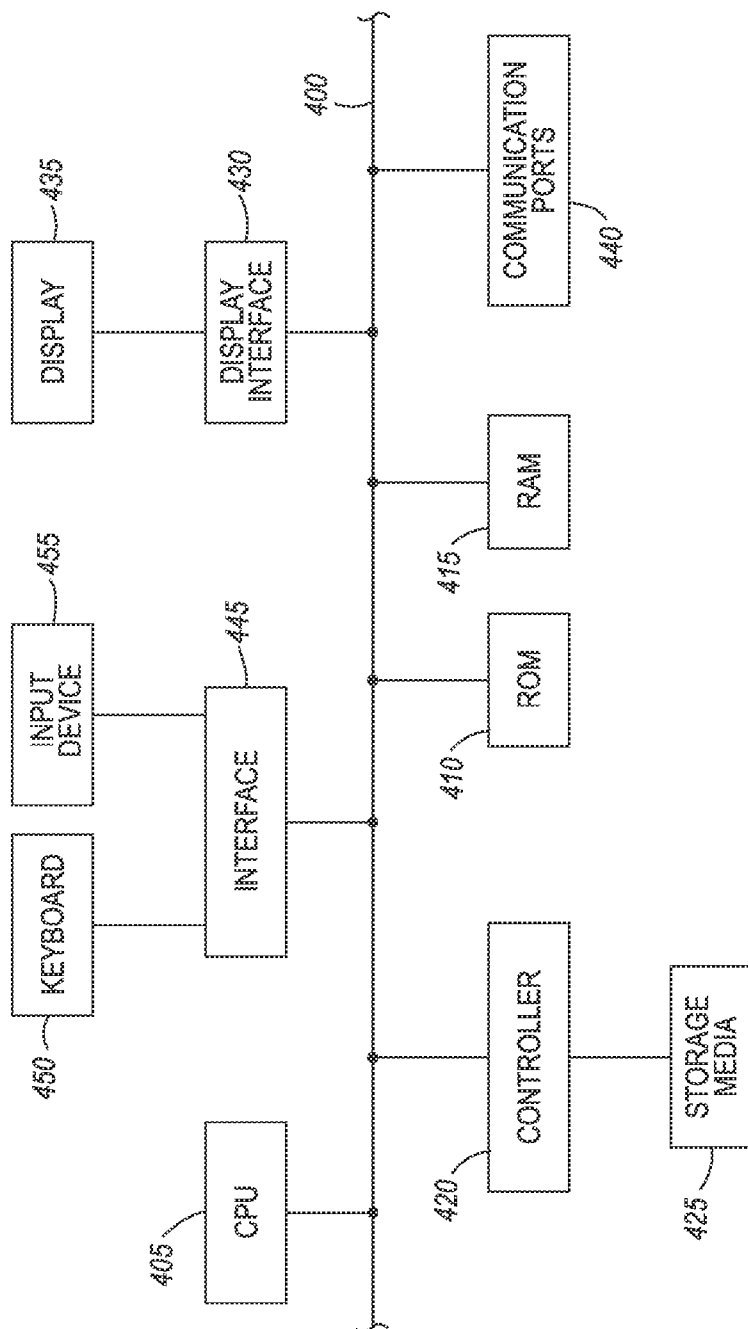 450
KEYBOARD
455
INPUT
DEVICE
435
DISPLAY
405
CPU
445
INTERFACE
430
DISPLAY
INTERFACE
400
420
CONTROLLER
410
ROM
415
RAM
COMMUNICATION
PORTS
440
425
STORAGE
MEDIA